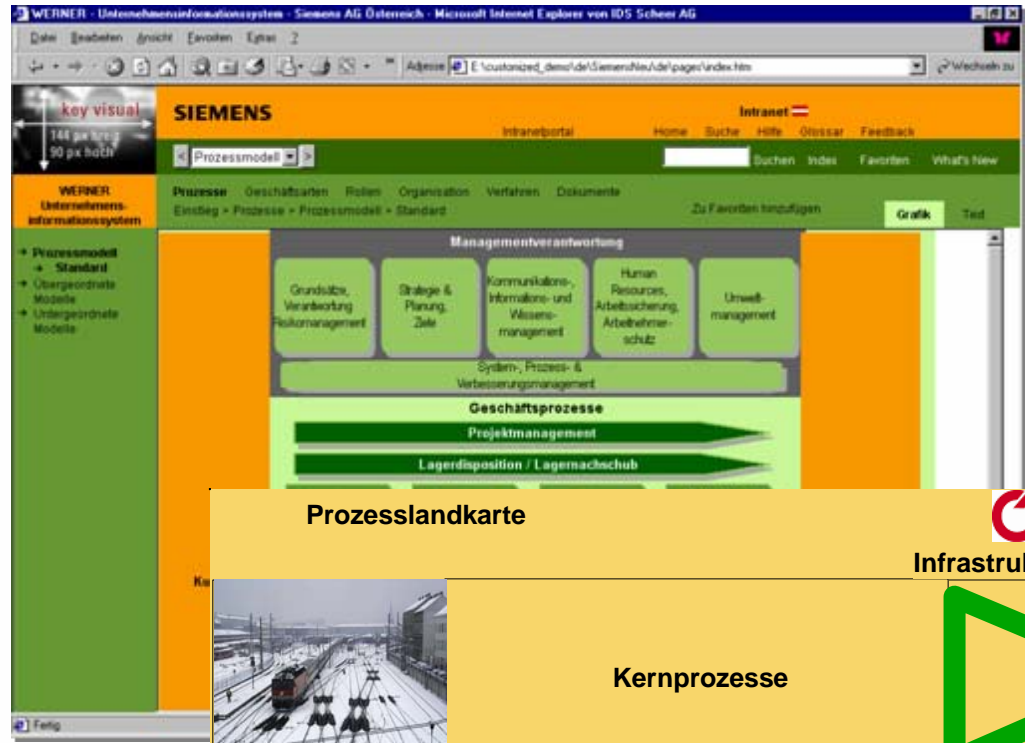 WERNER - Unternehmensinformationssystem - Siemens AG Österreich - Microsoft Internet Explorer von IDS Scheer AG
Datei Bearbeiten Ansicht Favoriten Extras ?
Adresse E:\customized_demo\de\SiemensNeu\de\pages\index.htm Wechseln zu
key visual
144 px breit
90 px hoch
SIEMENS
Intranet
Intranetportal Home Suche Hilfe Glossar Feedback
< Prozessmodell >
Suchen Index Favoriten What's New
WERNER
Unternehmens-
informationssystem
Prozesse Geschäftsarten Rollen Organisation Verfahren Dokumente
Einstieg » Prozesse » Prozessmodell » Standard
Zu Favoriten hinzufügen
Grafik Text
Prozessmodell
Standard
Übergeordnete
Modelle
Untergeordnete
Modelle
Managementverantwortung
Grundsätze,
Verantwortung
Risikomanagement
Strategie &
Planung,
Ziele
Kommunikations-,
Informations- und
Wissens-
management
Human
Resources,
Arbeitssicherung,
Arbeitnehmer-
schutz
Umwelt-
management
System-, Prozess- &
Verbesserungsmanagement
Geschäftsprozesse
Projektmanagement
Lagerdisposition / Lagernachschub
Prozesslandkarte
Infrastru
Ku
Kernprozesse
Fertig